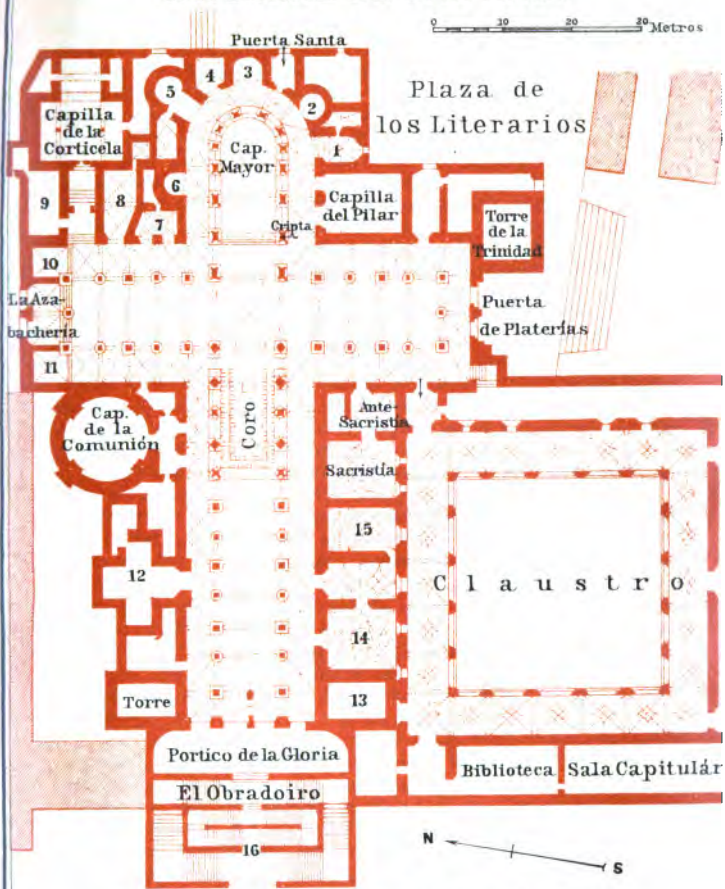 0 10 20 30 Metros
Puerta Santa
Plaza de
los Literarios
4
3
5
2
1
Capilla
de la
Corticela
Cap.
Mayor
9
8
6
7
Capilla
del Pilar
Cripta
Torre
de la
Trinidad
10
La Aza-
bachería
11
Puerta
de Platerías
Cap.
de la
Comunión
Coro
Ante-
Sacristía
Sacristía
15
12
Claustro
14
13
Torre
Portico de la Gloria
El Obradoiro
16
Biblioteca
Sala Capitulár
N
S